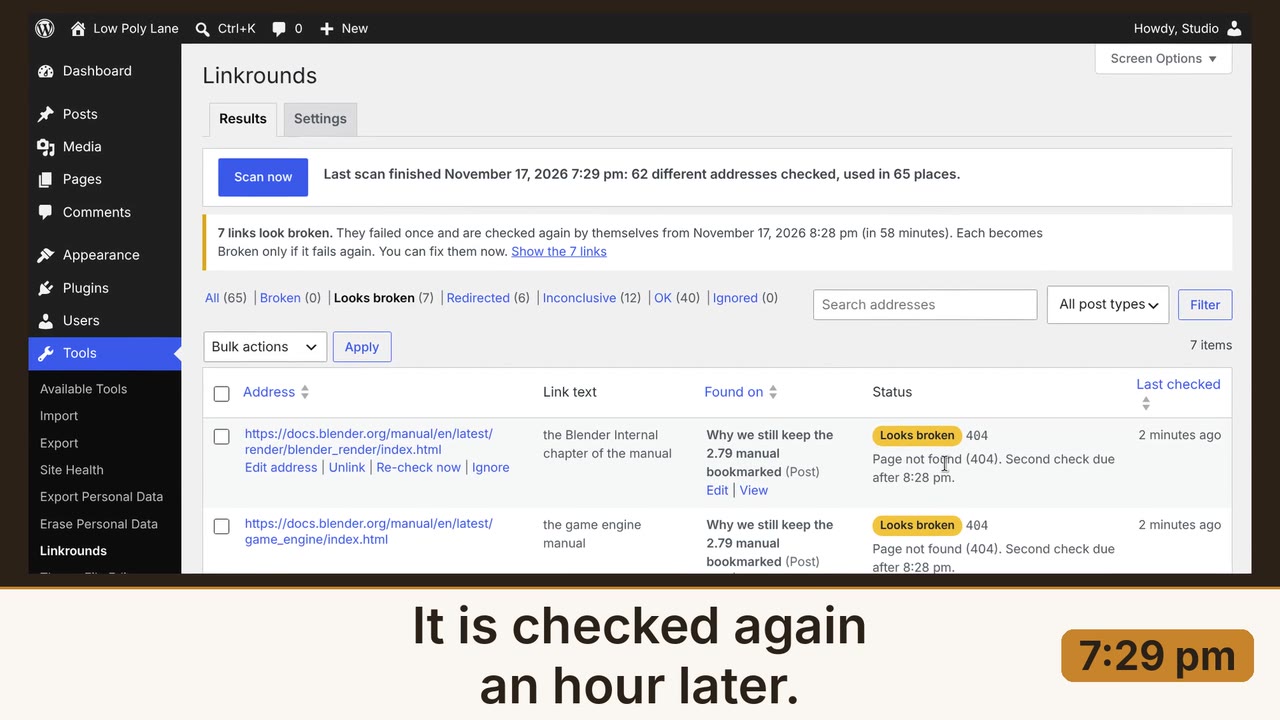 Low Poly Lane
Ctrl+K
0
New
Howdy, Studio
Dashboard
Posts
Media
Pages
Comments
Appearance
Plugins
Users
Tools
Available Tools
Import
Export
Site Health
Export Personal Data
Erase Personal Data
Linkrounds
Screen Options
Linkrounds
Results
Settings
Scan now
Last scan finished November 17, 2026 7:29 pm: 62 different addresses checked, used in 65 places.
7 links look broken. They failed once and are checked again by themselves from November 17, 2026 8:28 pm (in 58 minutes). Each becomes
Broken only if it fails again. You can fix them now. Show the 7 links
All (65) | Broken (0) | Looks broken (7) | Redirected (6) | Inconclusive (12) | OK (40) | Ignored (0)
Search addresses
All post types
Filter
Bulk actions
Apply
7 items
Address
Link text
Found on
Status
Last checked
https://docs.blender.org/manual/en/latest/
render/blender_render/index.html
Edit address | Unlink | Re-check now | Ignore
the Blender Internal
chapter of the manual
Why we still keep the
2.79 manual
bookmarked (Post)
Edit | View
Looks broken 404
Page not found (404). Second check due
after 8:28 pm.
2 minutes ago
https://docs.blender.org/manual/en/latest/
game_engine/index.html
the game engine
manual
Why we still keep the
2.79 manual
bookmarked (Post)
Looks broken 404
Page not found (404). Second check due
after 8:28 pm.
2 minutes ago
It is checked again
an hour later.
7:29 pm